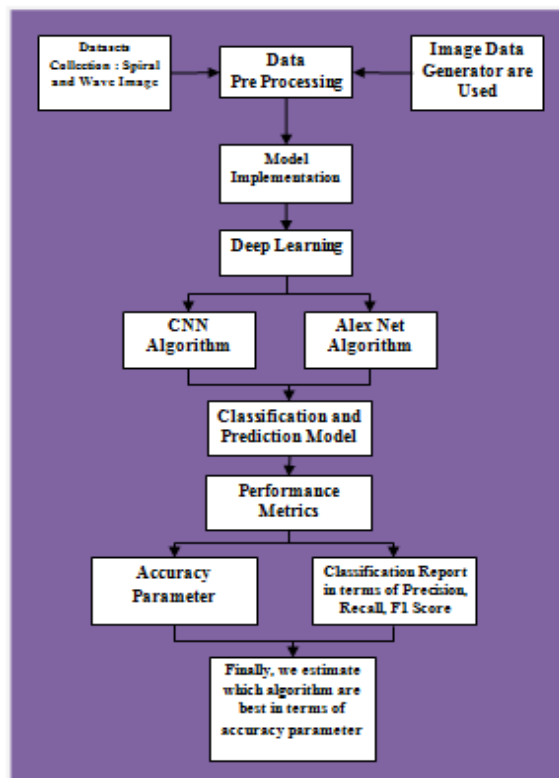 Datasets
Collection : Spiral
and Wave Image
Data
Pre Processing
Image Data
Generator are
Used
Model
Implementation
Deep Learning
CNN
Algorithm
Alex Net
Algorithm
Classification and
Prediction Model
Performance
Metrics
Accuracy
Parameter
Classification Report
in terms of Precision,
Recall, F1 Score
Finally, we estimate
which algorithm are
best in terms of
accuracy parameter